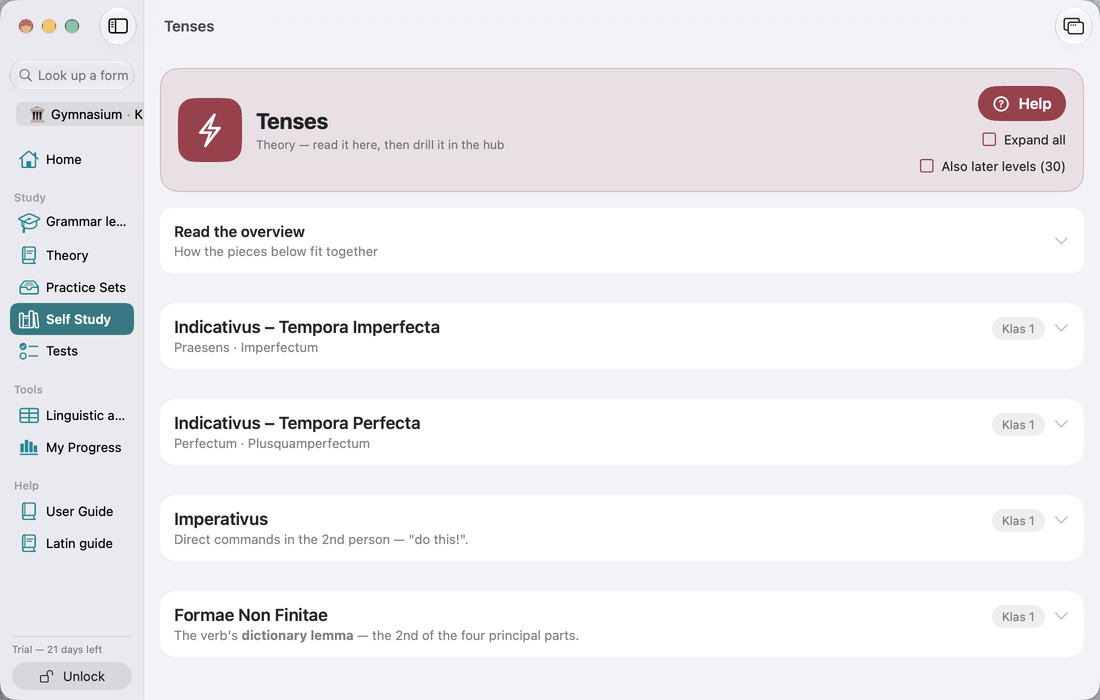 Tenses
Look up a form
Gymnasium · K
Home
Study
Grammar le...
Theory
Practice Sets
Self Study
Tests
Tools
Linguistic a...
My Progress
Help
User Guide
Latin guide
Trial — 21 days left
Unlock
Tenses
Theory — read it here, then drill it in the hub
Help
Expand all
Also later levels (30)
Read the overview
How the pieces below fit together
Indicativus – Tempora Imperfecta
Klas 1
Praesens · Imperfectum
Indicativus – Tempora Perfecta
Klas 1
Perfectum · Plusquamperfectum
Imperativus
Klas 1
Direct commands in the 2nd person — "do this!".
Formae Non Finitae
Klas 1
The verb's dictionary lemma — the 2nd of the four principal parts.